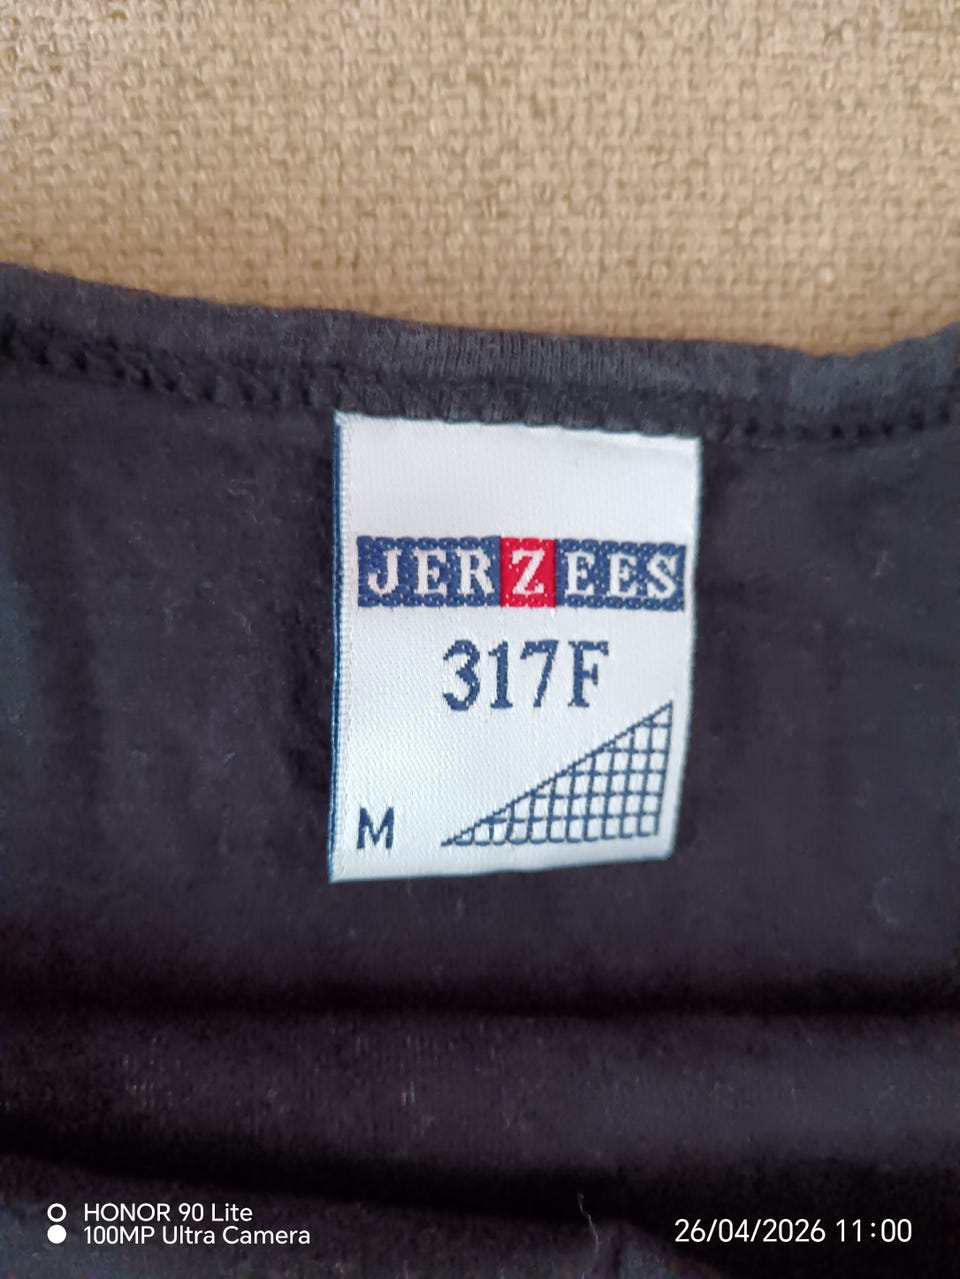 JERZEES
317F
M
HONOR 90 Lite
100MP Ultra Camera
26/04/2026 11:00